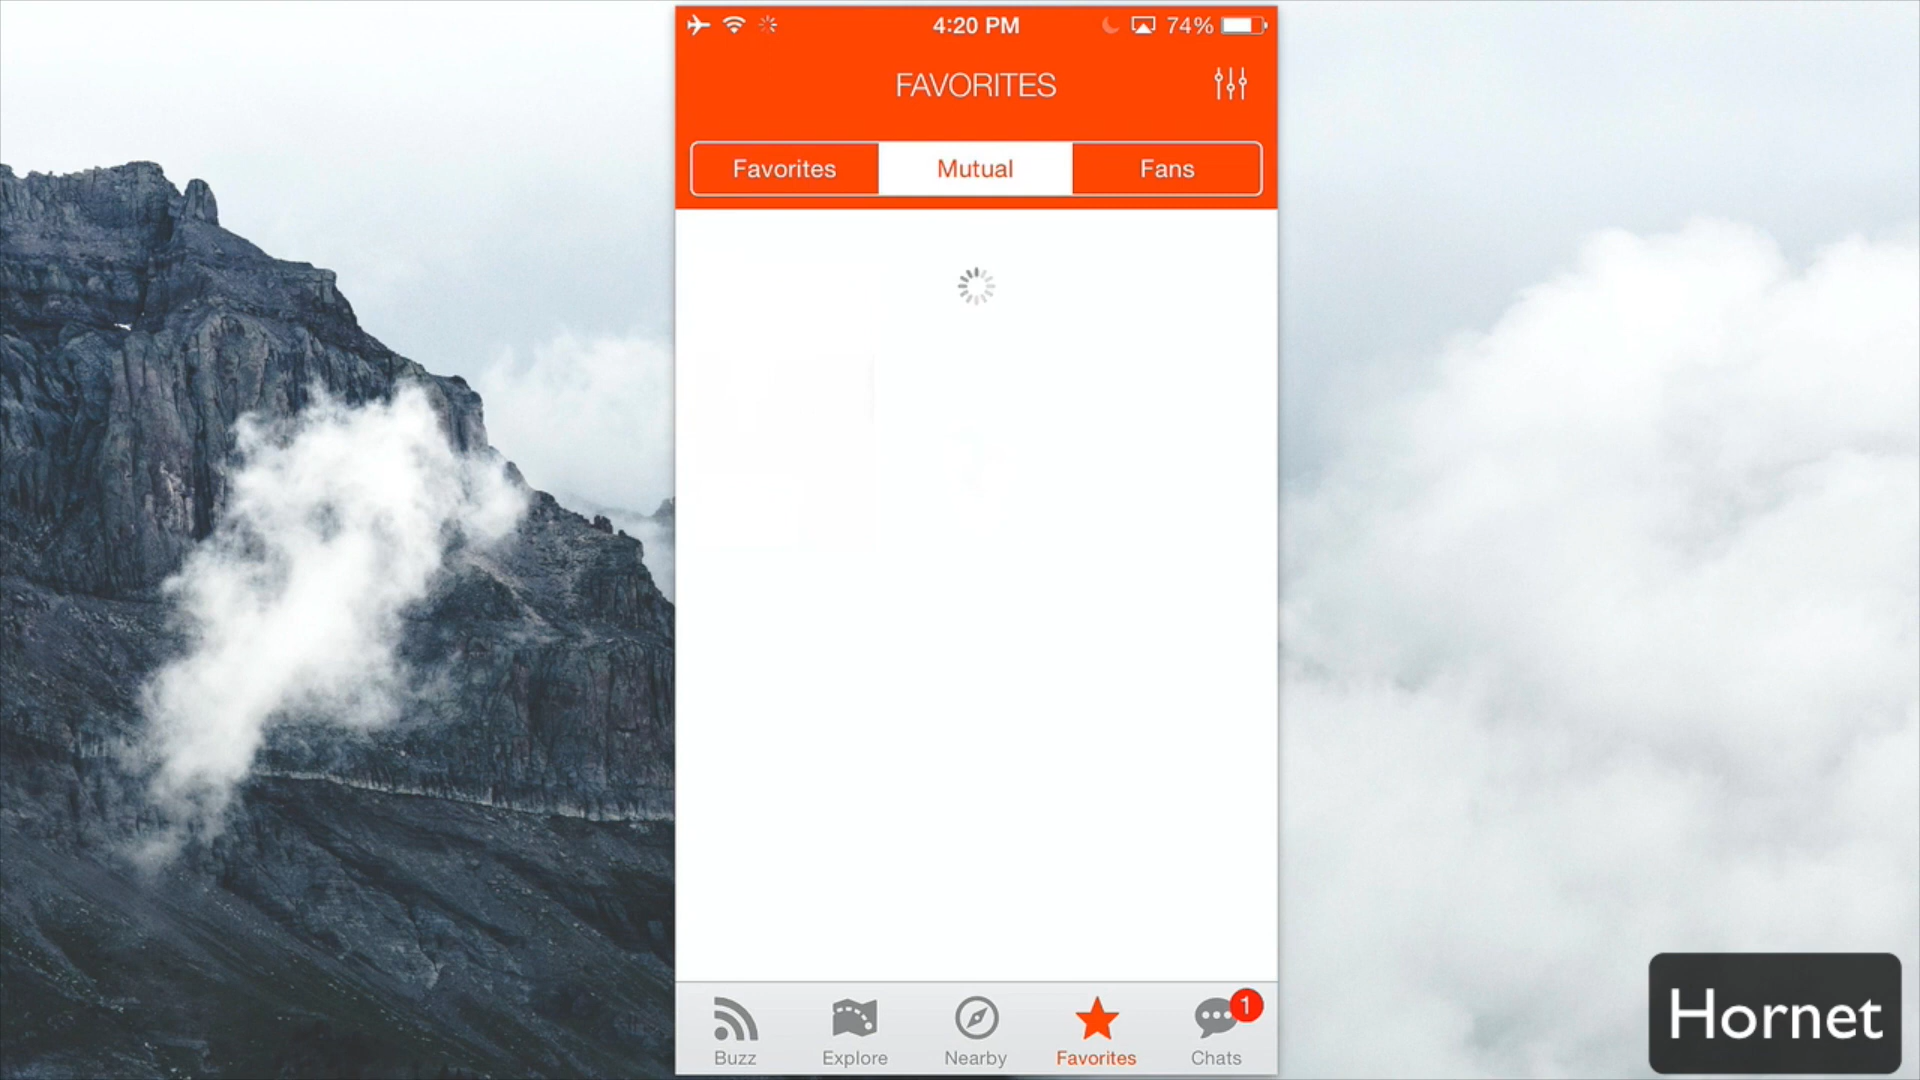 4:20 PM
74%
FAVORITES
Favorites
Mutual
Fans
Buzz
Explore
Nearby
Favorites
Chats
1
Hornet